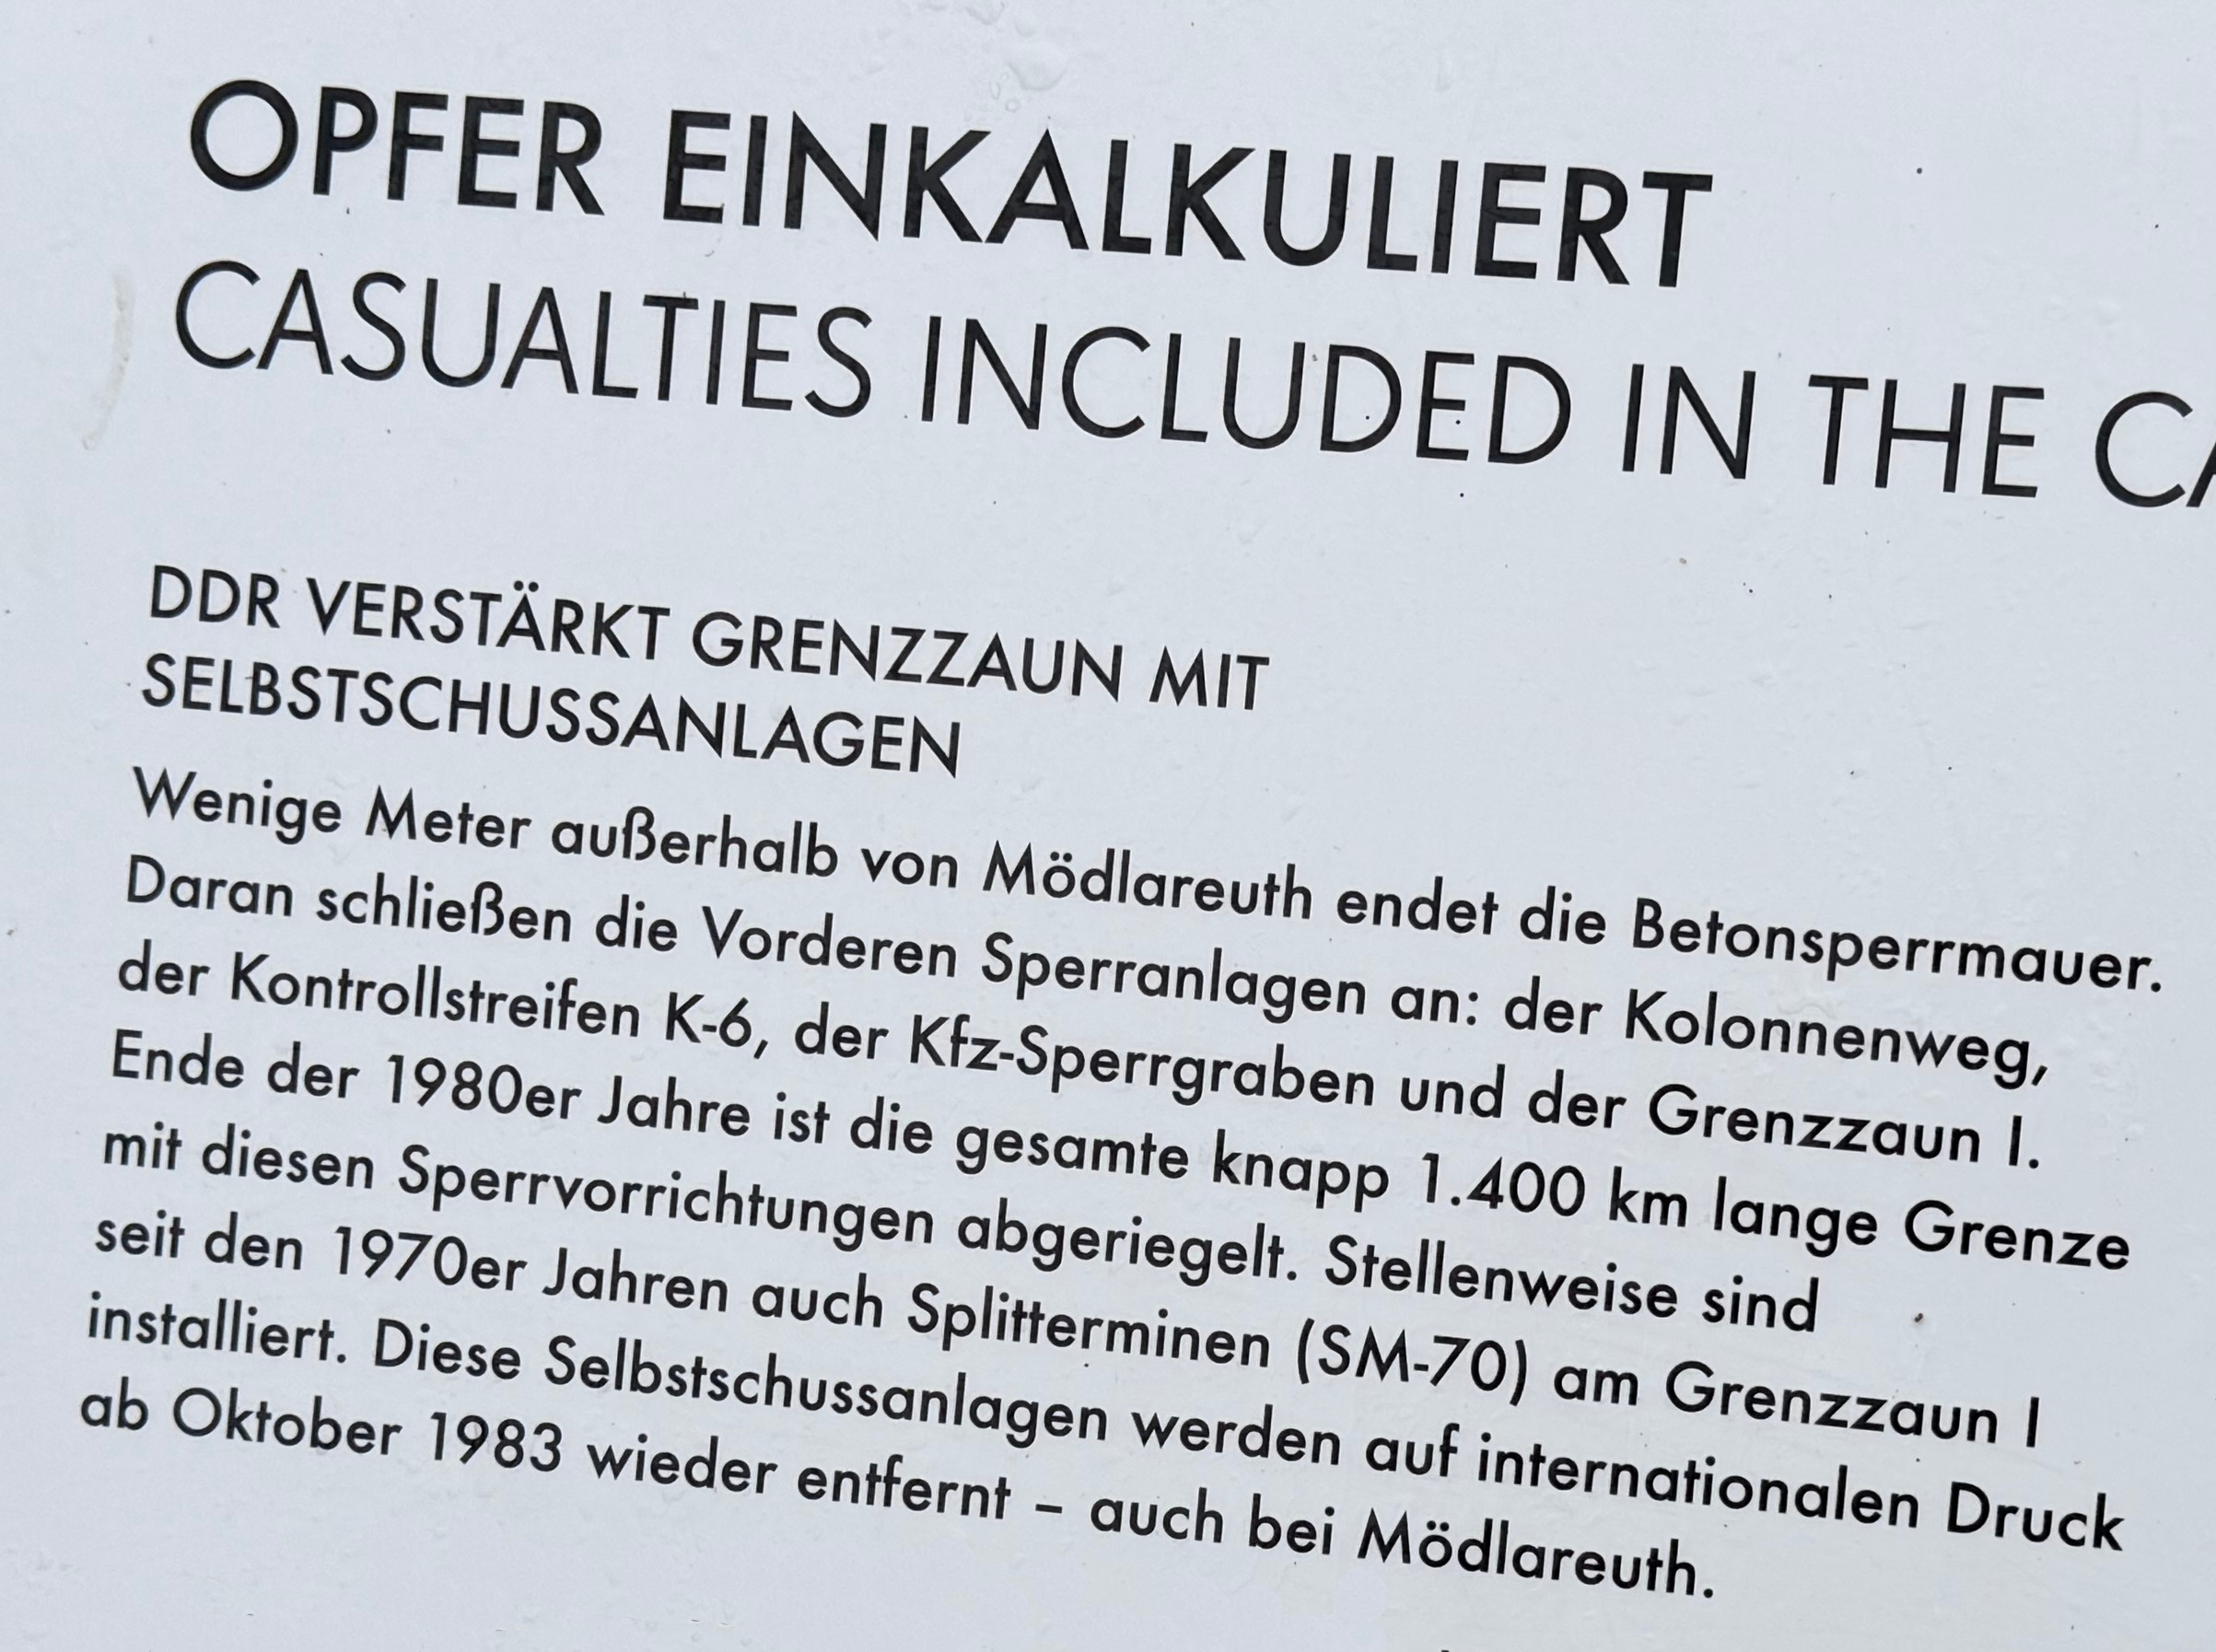 OPFER EINKALKULIERT
CASUALTIES INCLUDED IN THE
DDR VERSTÄRKT GRENZZAUN MIT
SELBSTSCHUSSANLAGEN
Wenige Meter außerhalb von Mödlareuth endet die Betonsperrmauer.
Daran schließen die Vorderen Sperranlagen an: der Kolonnenweg,
der Kontrollstreifen K-6, der Kfz-Sperrgraben und der Grenzzaun I.
Ende der 1980er Jahre ist die gesamte knapp 1.400 km lange Grenze
mit diesen Sperrvorrichtungen abgeriegelt. Stellenweise sind
seit den 1970er Jahren auch Splitterminen (SM-70) am Grenzzaun I
installiert. Diese Selbstschussanlagen werden auf internationalen Druck
ab Oktober 1983 wieder entfernt – auch bei Mödlareuth.